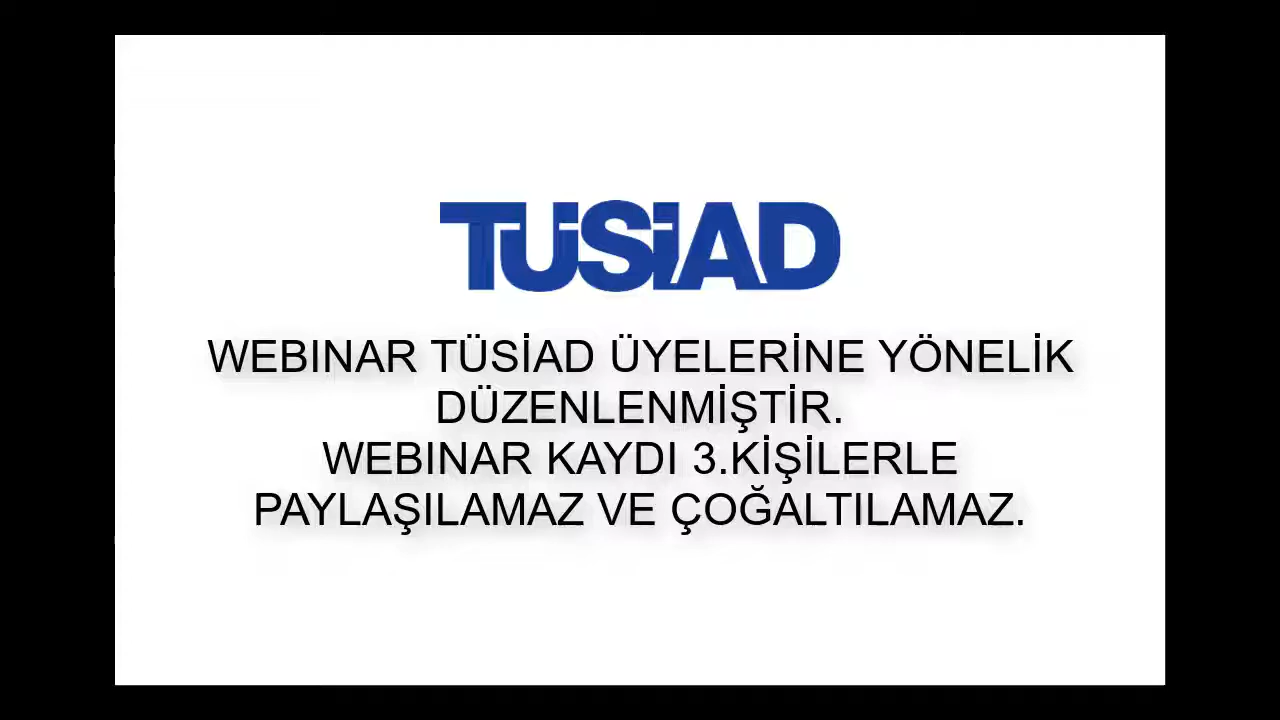 TÜSİAD
WEBINAR TÜSİAD ÜYELERİNE YÖNELİK
DÜZENLENMİŞTİR.
WEBINAR KAYDI 3.KİŞİLERLE
PAYLAŞILAMAZ VE ÇOĞALTILAMAZ.